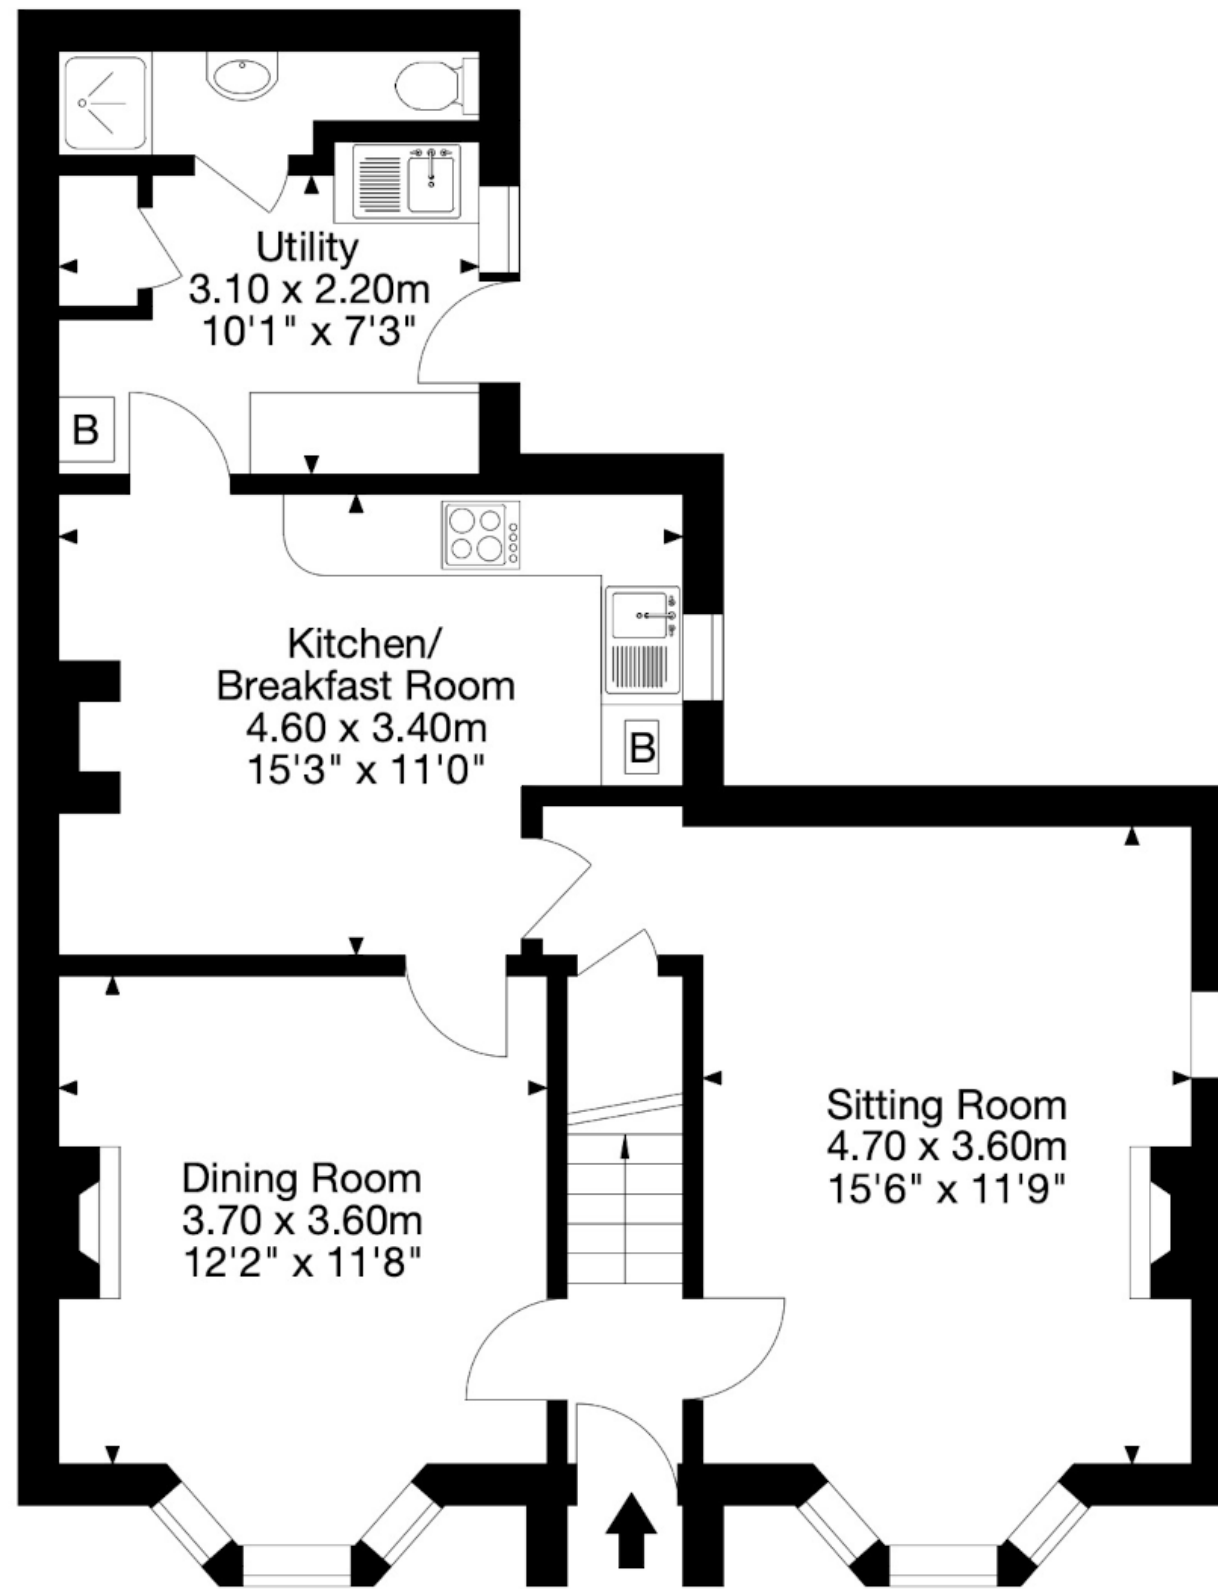 Utility
3.10 x 2.20m
10'1" x 7'3"
B
Kitchen/
Breakfast Room
4.60 x 3.40m
15'3" x 11'0"
B
Sitting Room
4.70 x 3.60m
15'6" x 11'9"
Dining Room
3.70 x 3.60m
12'2" x 11'8"